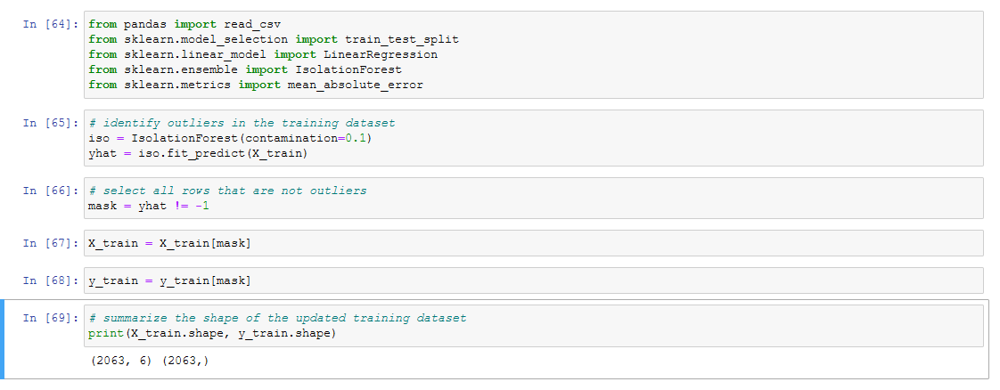 In [64]: from pandas import read_csv
from sklearn.model_selection import train_test_split
from sklearn.linear_model import LinearRegression
from sklearn.ensemble import IsolationForest
from sklearn.metrics import mean_absolute_error
In [65]: # identify outliers in the training dataset
iso = IsolationForest(contamination=0.1)
yhat = iso.fit_predict(X_train)
In [66]: # select all rows that are not outliers
mask = yhat != -1
In [67]: X_train = X_train[mask]
In [68]: y_train = y_train[mask]
In [69]: # summarize the shape of the updated training dataset
print(X_train.shape, y_train.shape)
(2063, 6) (2063,)